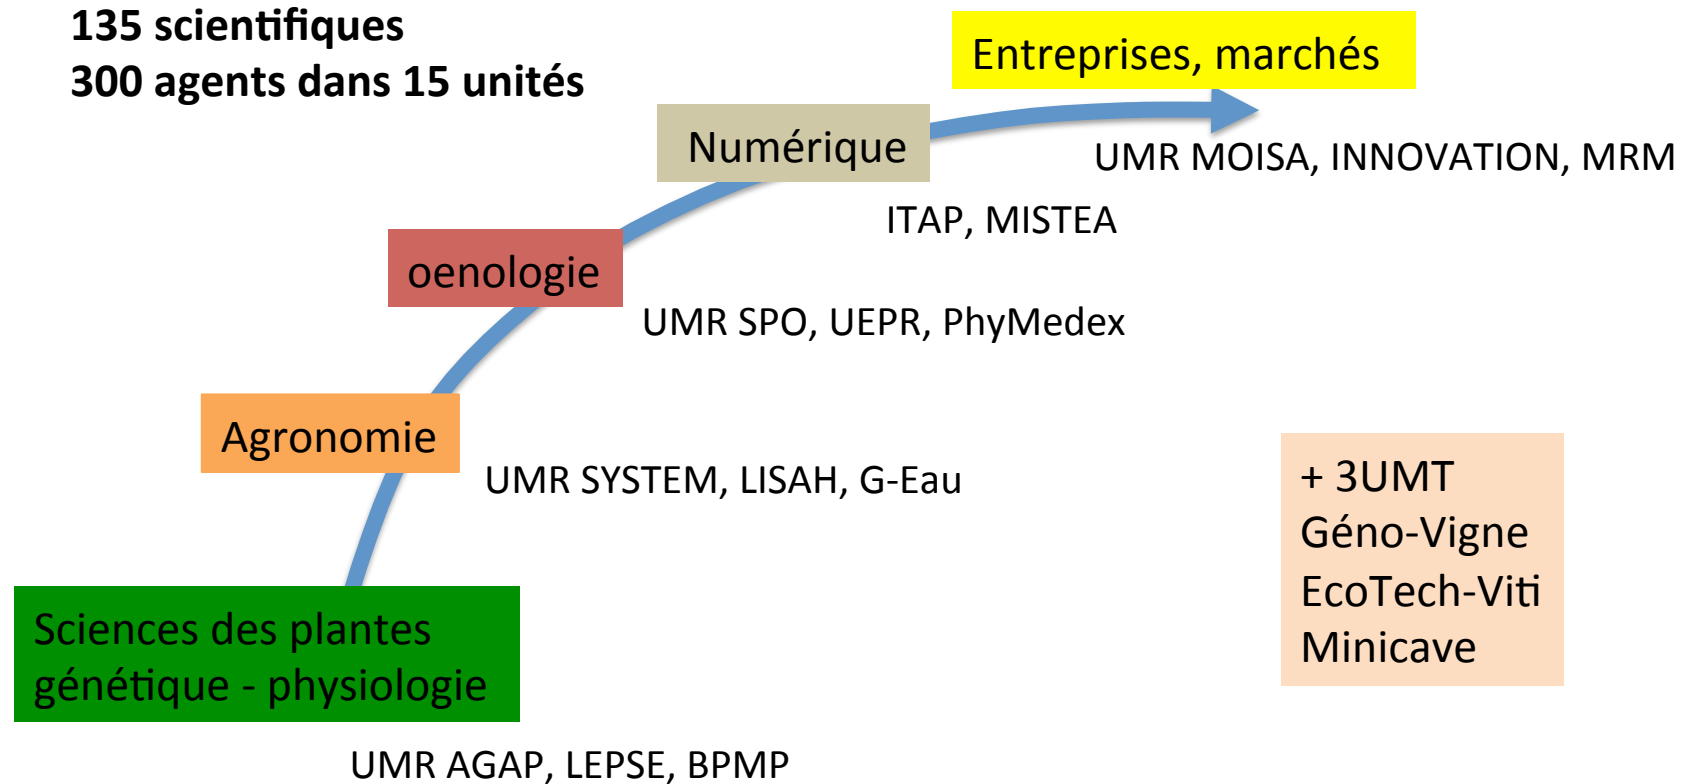 135 scientifiques
300 agents dans 15 unités
Entreprises, marchés
UMR MOISA, INNOVATION, MRM
Numérique
ITAP, MISTEA
oenologie
UMR SPO, UEPR, PhyMedex
Agronomie
UMR SYSTEM, LISAH, G-Eau
Sciences des plantes
génétique - physiologie
UMR AGAP, LEPSE, BPMP
+ 3UMT
Géno-Vigne
EcoTech-Viti
Minicave